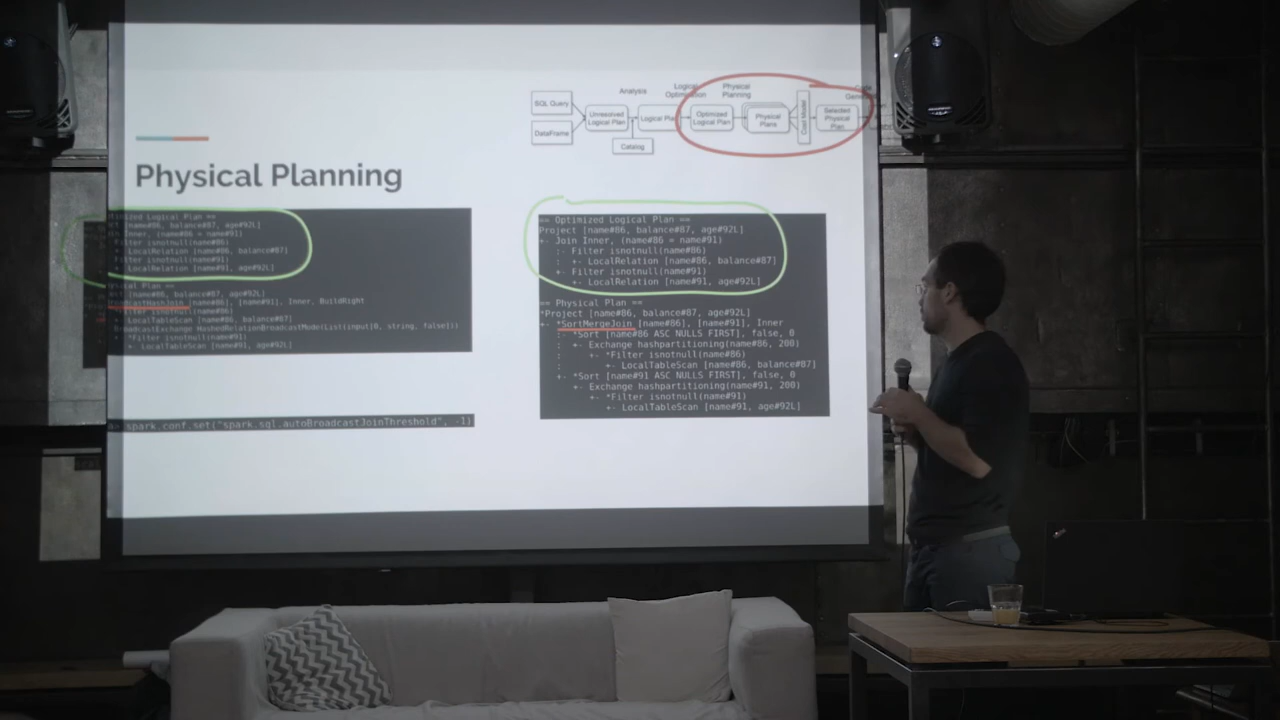 Analysis
Logical
Physical
Planning
SQL Query
DataFrame
Unresolved
Logical Plan
Logical
Optimized
Logical Plan
Physical
Plans
Cost Model
Selected
Physical
Plan
Catalog
Physical Planning
Logical Plan ==
[name#86, balance#87, age#92L]
Inner, (name#86 = name#91)
Filter isnotnull(name#86)
+- LocalRelation [name#86, balance#87]
Filter isnotnull(name#91)
+- LocalRelation [name#91, age#92L]
Plan ==
[name#86, balance#87, age#92L]
[name#86], [name#91], Inner, BuildRight
isnotnull(name#86)
LocalTableScan [name#86, balance#87]
BroadcastExchange HashedRelationBroadcastMode(List(input[0, string, false]))
+- *Filter isnotnull(name#91)
+- LocalTableScan [name#91, age#92L]
spark.conf.set("spark.sql.autoBroadcastJoinThreshold", -1)
== Optimized Logical Plan ==
Project [name#86, balance#87, age#92L]
+- Join Inner, (name#86 = name#91)
:- Filter isnotnull(name#86)
: +- LocalRelation [name#86, balance#87]
+- Filter isnotnull(name#91)
+- LocalRelation [name#91, age#92L]
== Physical Plan ==
*Project [name#86, balance#87, age#92L]
+- *SortMergeJoin [name#86], [name#91], Inner
:- *Sort [name#86 ASC NULLS FIRST], false, 0
: +- Exchange hashpartitioning(name#86, 200)
: +- *Filter isnotnull(name#86)
: +- LocalTableScan [name#86, balance#87]
+- *Sort [name#91 ASC NULLS FIRST], false, 0
+- Exchange hashpartitioning(name#91, 200)
+- *Filter isnotnull(name#91)
+- LocalTableScan [name#91, age#92L]